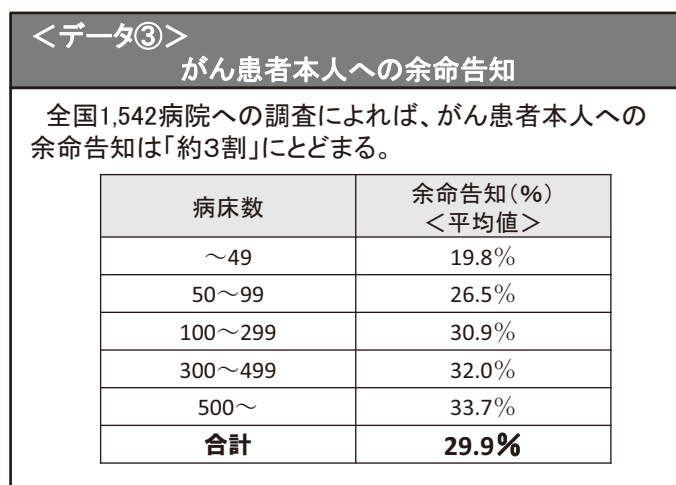 ＜データ③＞
がん患者本人への余命告知
全国1,542病院への調査によれば、がん患者本人への
余命告知は「約３割」にとどまる。
病床数 余命告知（%）
＜平均値＞
～49 19.8％
50～99 26.5％
100～299 30.9％
300～499 32.0％
500～ 33.7％
合計 29.9％